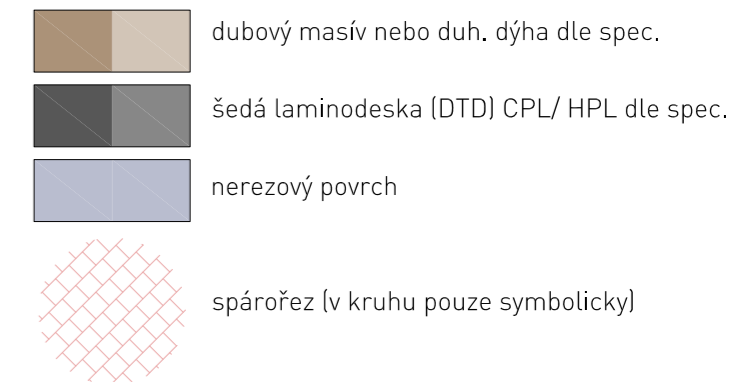 dubový masív nebo duh. dýha dle spec.
šedá laminodeska (DTD) CPL/ HPL dle spec.
nerezový povrch
spárořez (v kruhu pouze symbolicky)